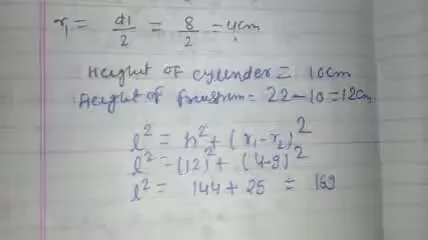 r₁ = d1/2 = 8/2 = 4cm
Height of cylinder = 10cm
Height of frustum = 22-10=12cm
l² = h² + (r₁-r₂)²
l² = (12)² + (4-9)²
l² = 144 + 25 = 169